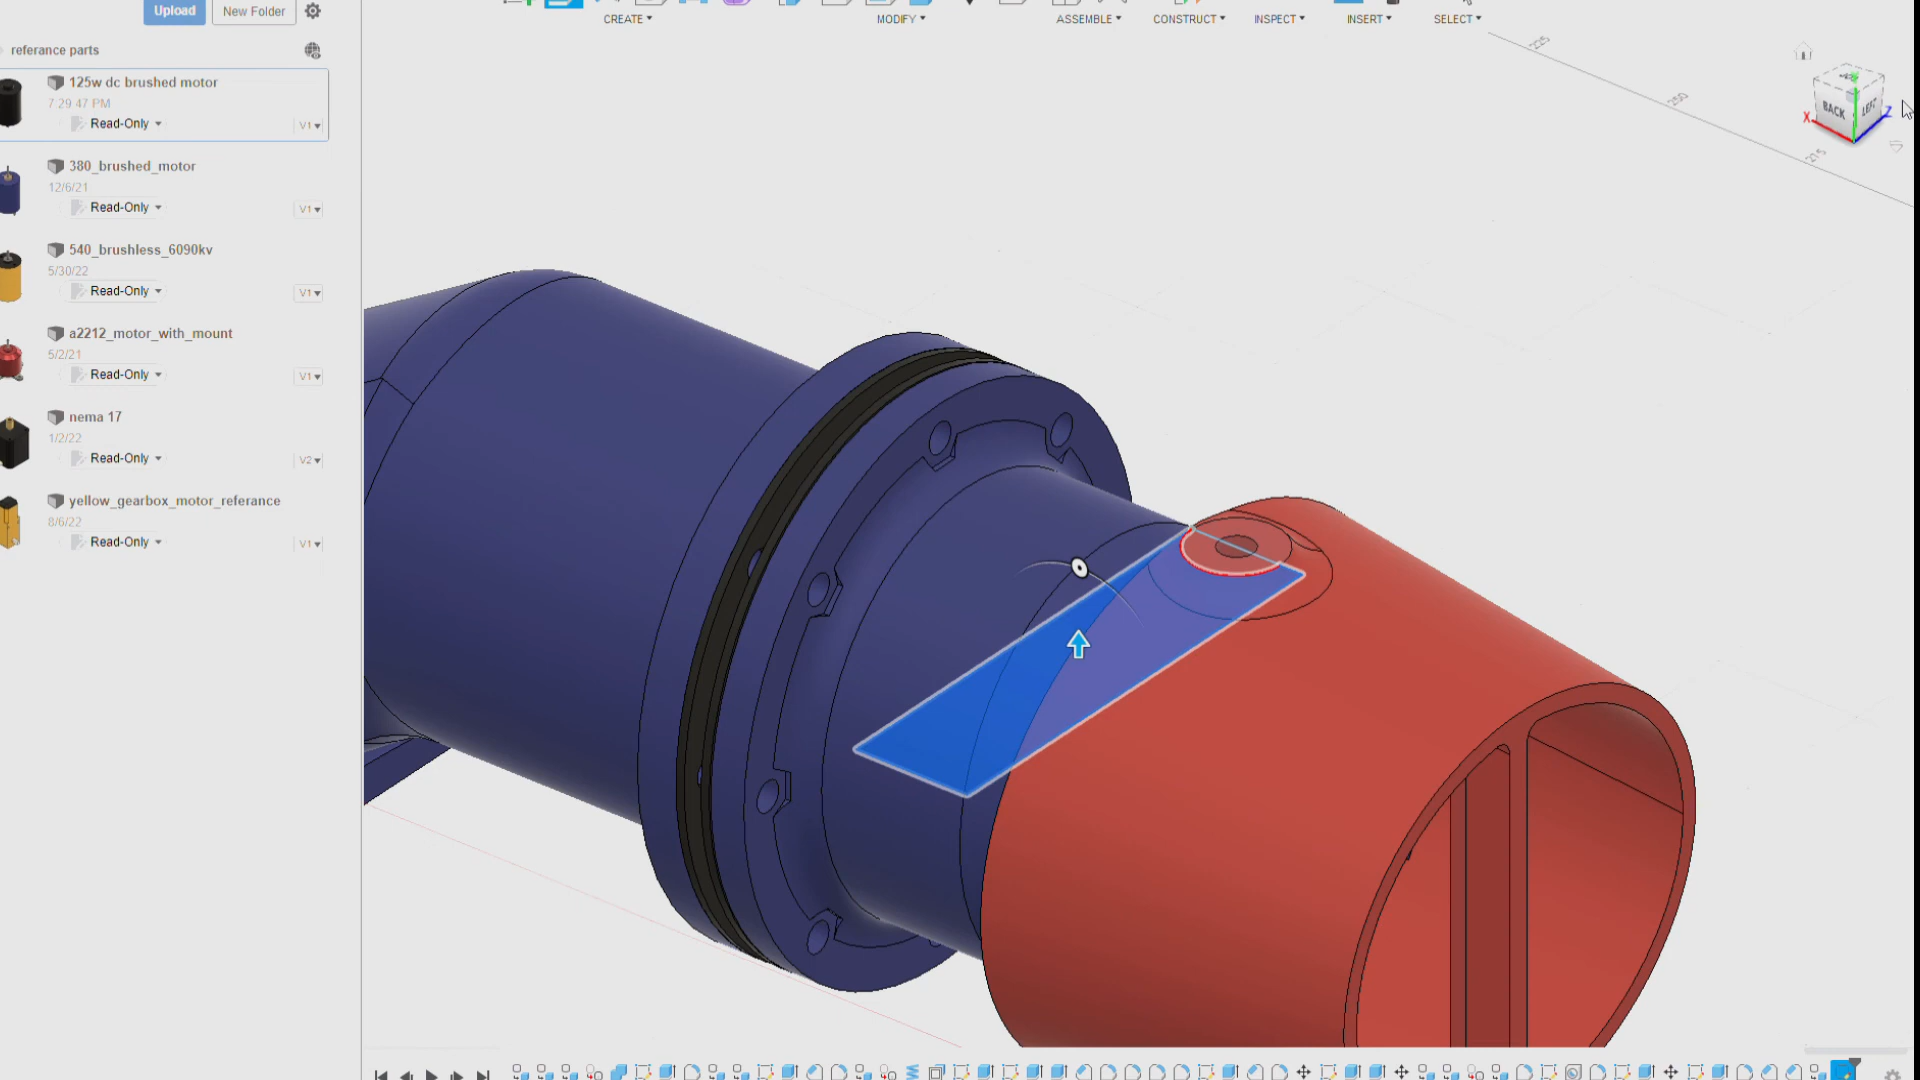 Upload
New Folder
CREATE
MODIFY
ASSEMBLE
CONSTRUCT
INSPECT
INSERT
SELECT
referance parts
125w dc brushed motor
7 29 47 PM
Read-Only
V1
380_brushed_motor
12/6/21
Read-Only
V1
540_brushless_6090kv
5/30/22
Read-Only
V1
a2212_motor_with_mount
5/2/21
Read-Only
V1
nema 17
1/2/22
Read-Only
V2
yellow_gearbox_motor_referance
8/6/22
Read-Only
V1
225
250
275
BACK
LEFT
X
Z